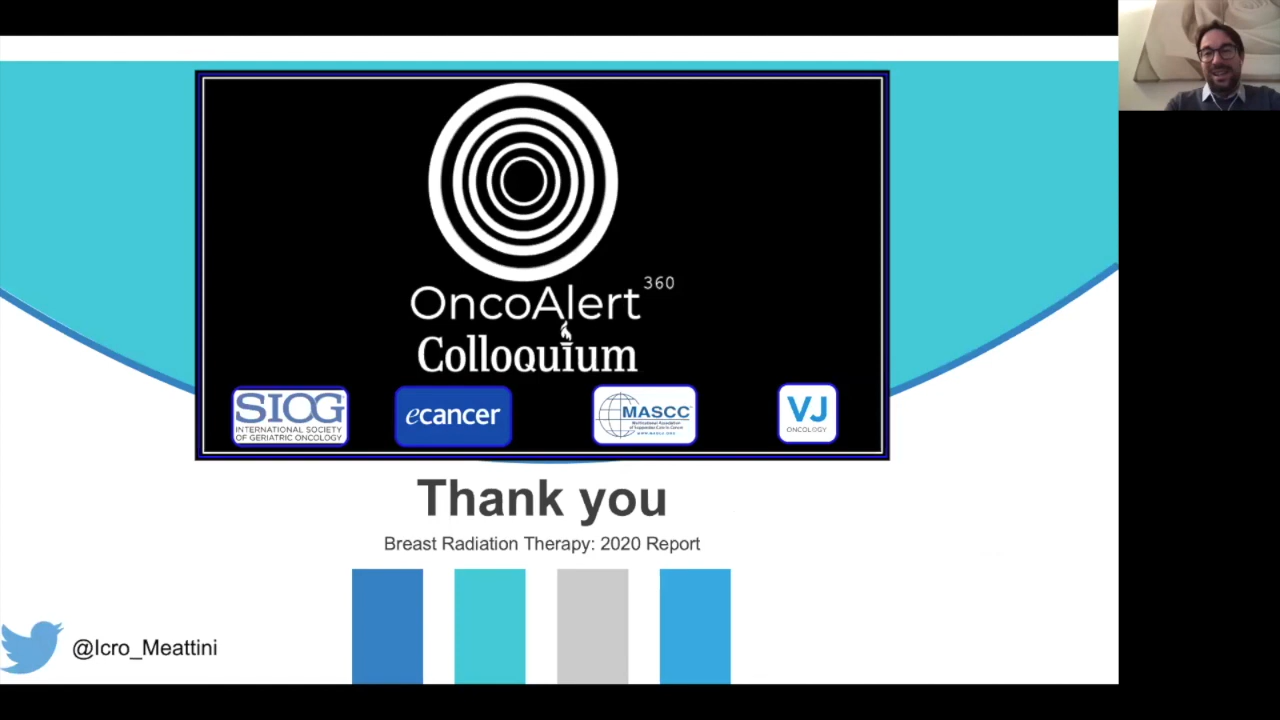 360
OncoAlert
Colloquium
SIOG
INTERNATIONAL SOCIETY
OF GERIATRIC ONCOLOGY
ecancer
MASCC
VJ
ONCOLOGY
Thank you
Breast Radiation Therapy: 2020 Report
@Icro_Meattini